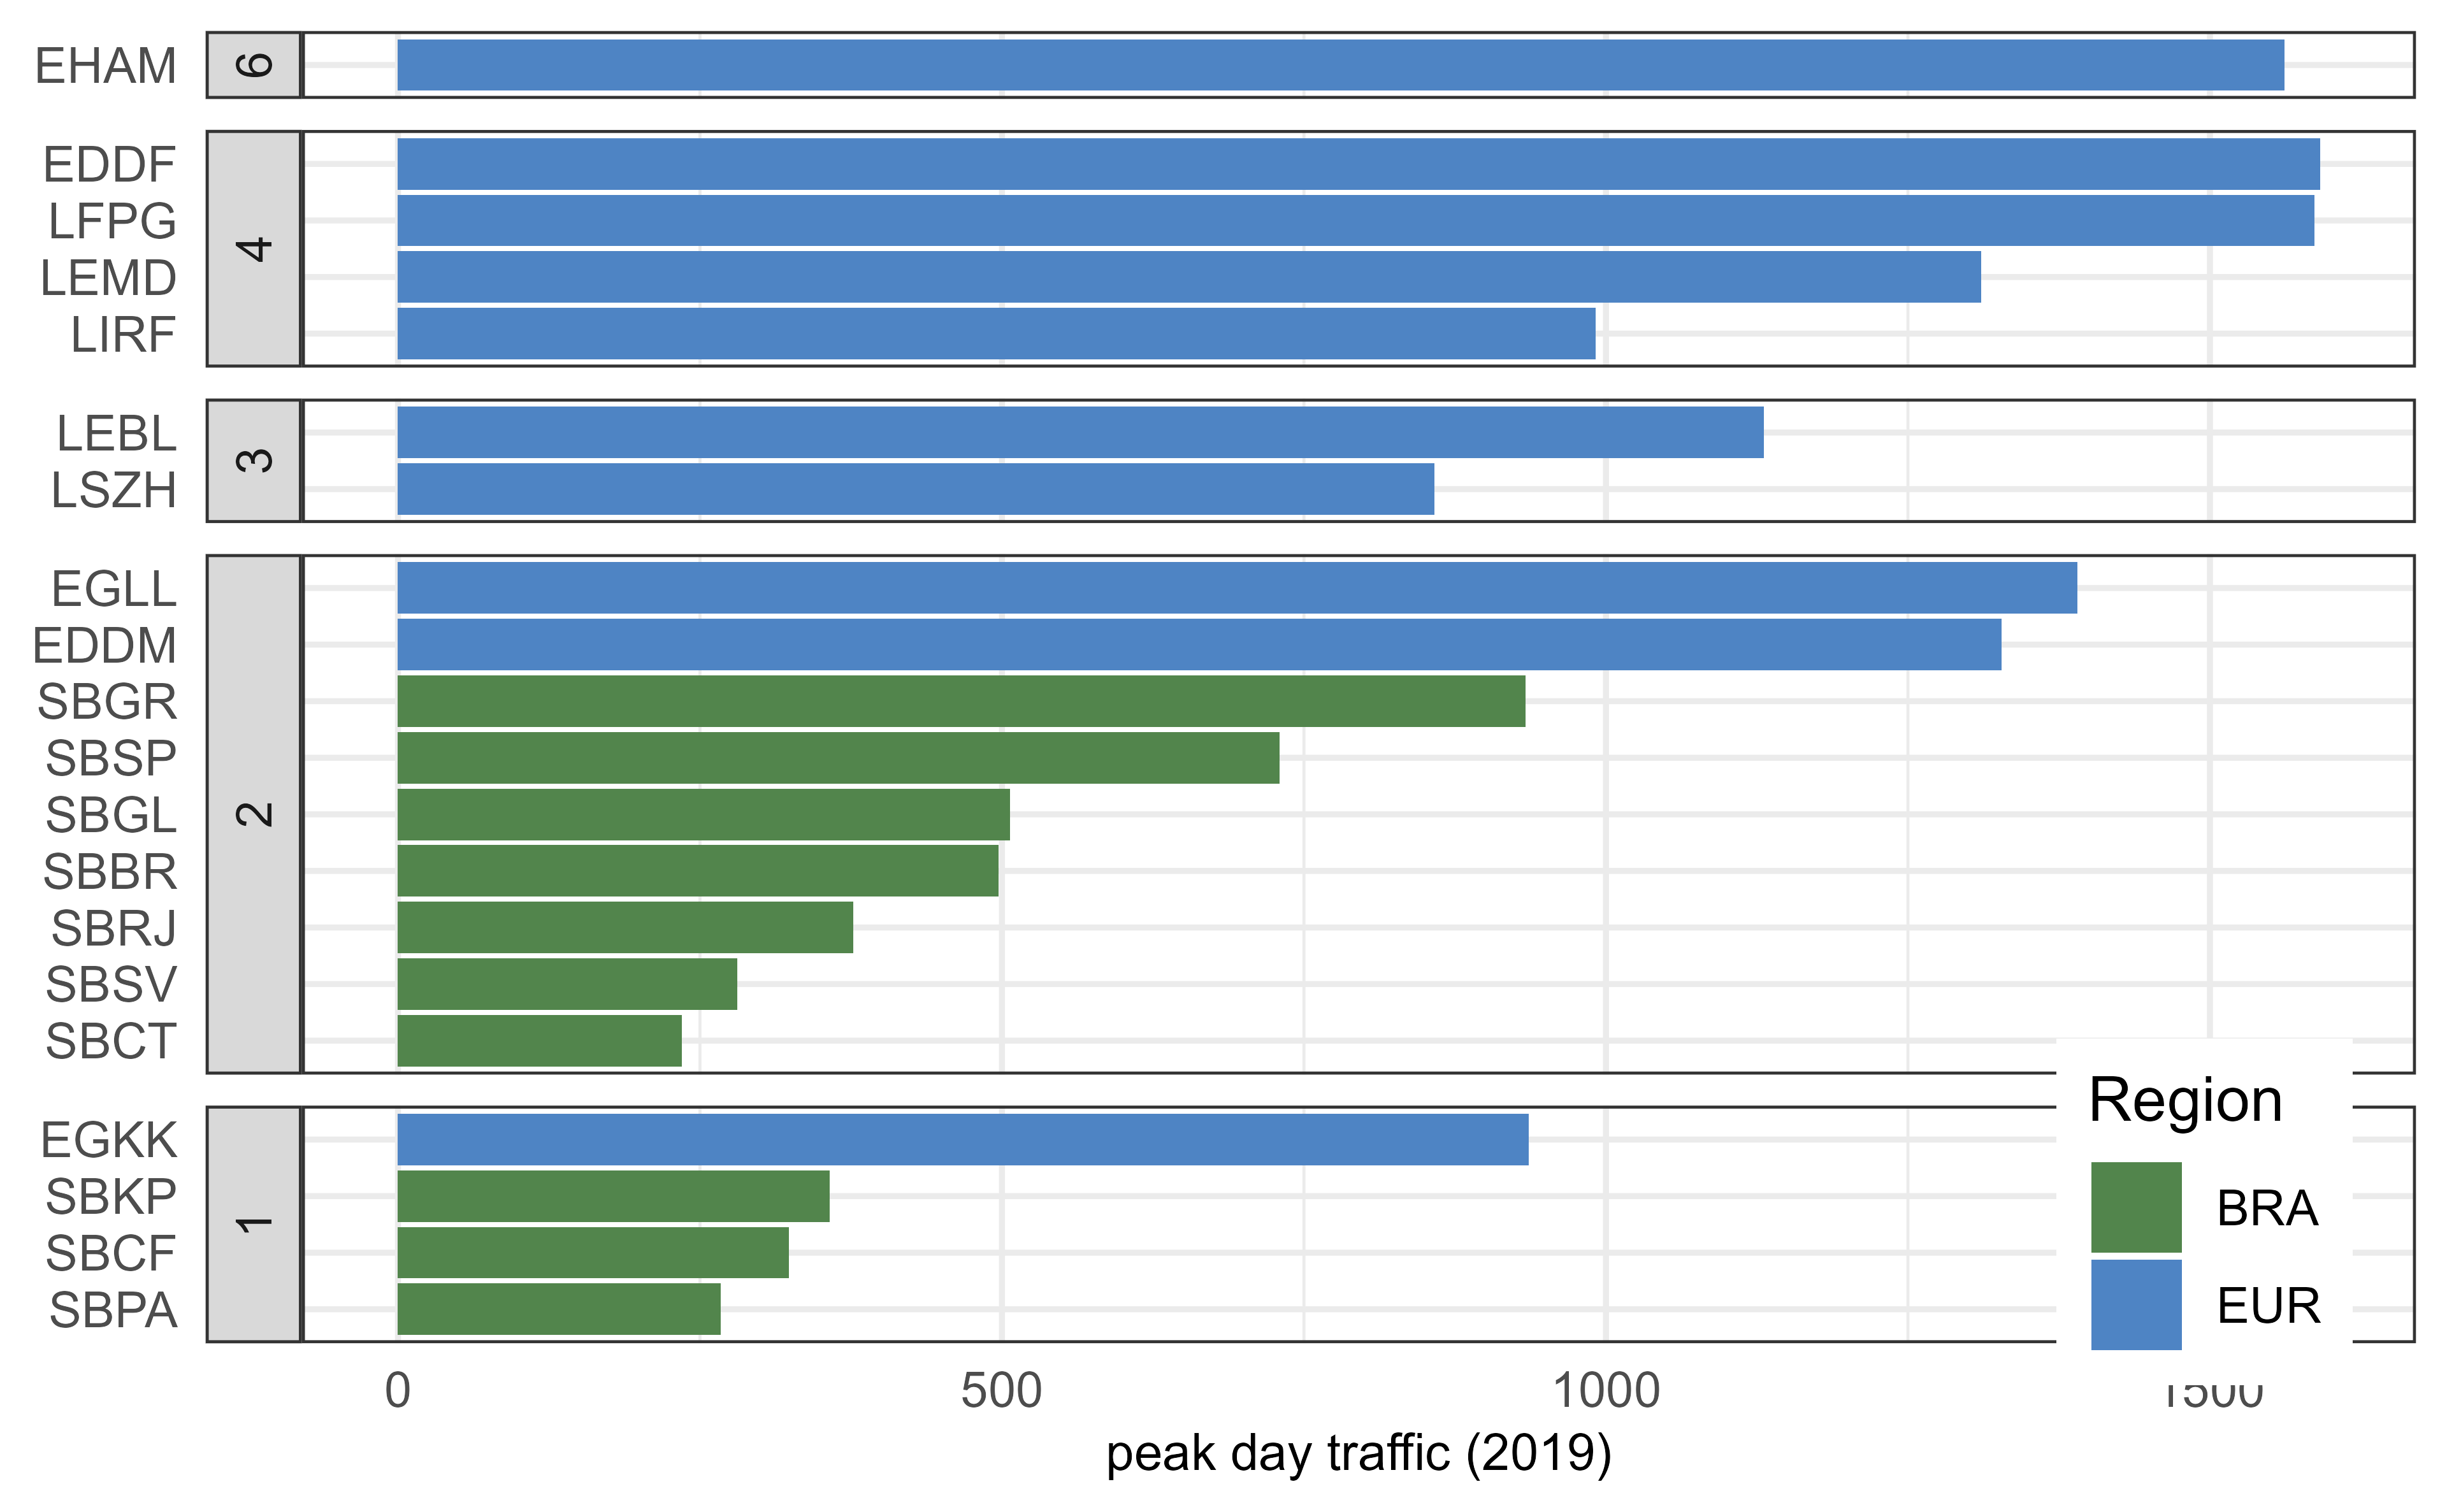 EHAM
6
EDDF
LFPG
LEMD
LIRF
4
LEBL
LSZH
3
EGLL
EDDM
SBGR
SBSP
SBGL
SBBR
SBRJ
SBSV
SBCT
2
EGKK
SBKP
SBCF
SBPA
1
Region
BRA
EUR
0 500 1000 1500
peak day traffic (2019)